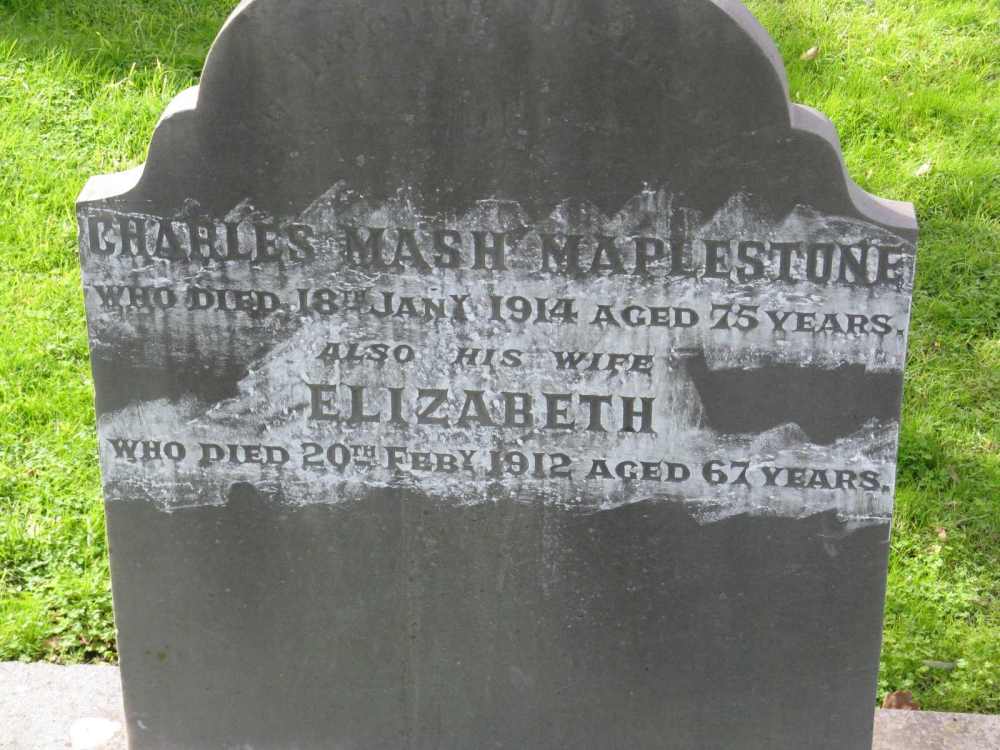 CHARLES MASH MAPLESTONE
WHO DIED 18TH JANY 1914 AGED 75 YEARS.
ALSO HIS WIFE
ELIZABETH
WHO DIED 20TH FEBY 1912 AGED 67 YEARS.